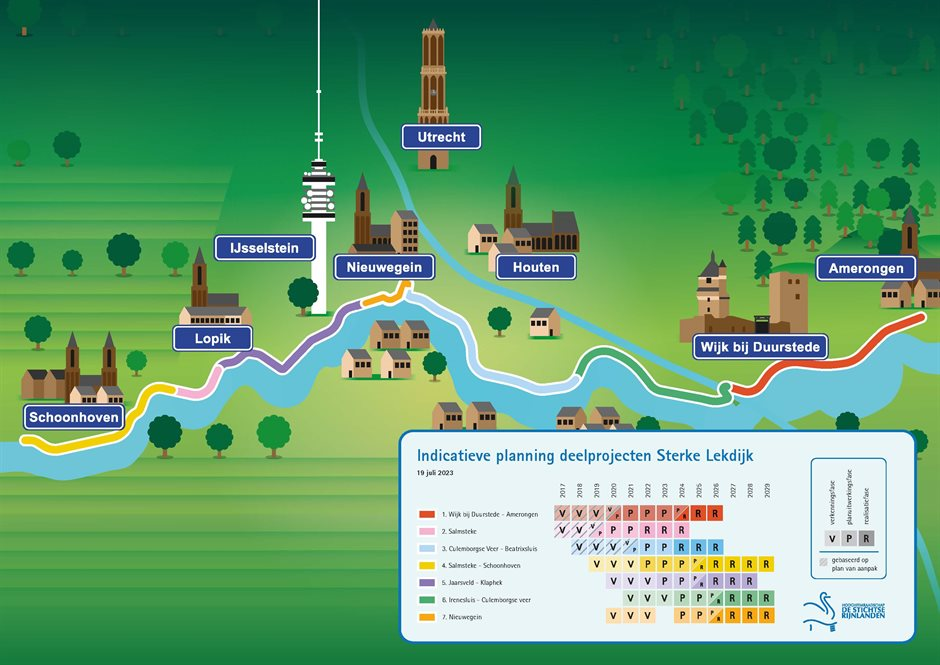 Utrecht
IJsselstein
Nieuwegein
Houten
Amerongen
Lopik
Wijk bij Duurstede
Schoonhoven
Indicatieve planning deelprojecten Sterke Lekdijk
19 juli 2023
2017 2018 2019 2020 2021 2022 2023 2024 2025 2026 2027 2028 2029
1. Wijk bij Duurstede - Amerongen V V V V P P P P P R R R
2. Salmsteke V V V P P P R R R
3. Culemborgse Veer - Beatrixsluis V V V V P P P R R R
4. Salmsteke - Schoonhoven V V V P P P P R R R R R
5. Jaarsveld - Klaphek V V V P P P R R R R
6. Irenesluis - Culemborgse veer V V V P P P R R R R
7. Nieuwegein V V V P P P R R R R
verkenningsfase planuitwerkingsfase realisatiefase
V P R
gebaseerd op
plan van aanpak
HOOGHEEMRAADSCHAP
DE STICHTSE
RIJNLANDEN